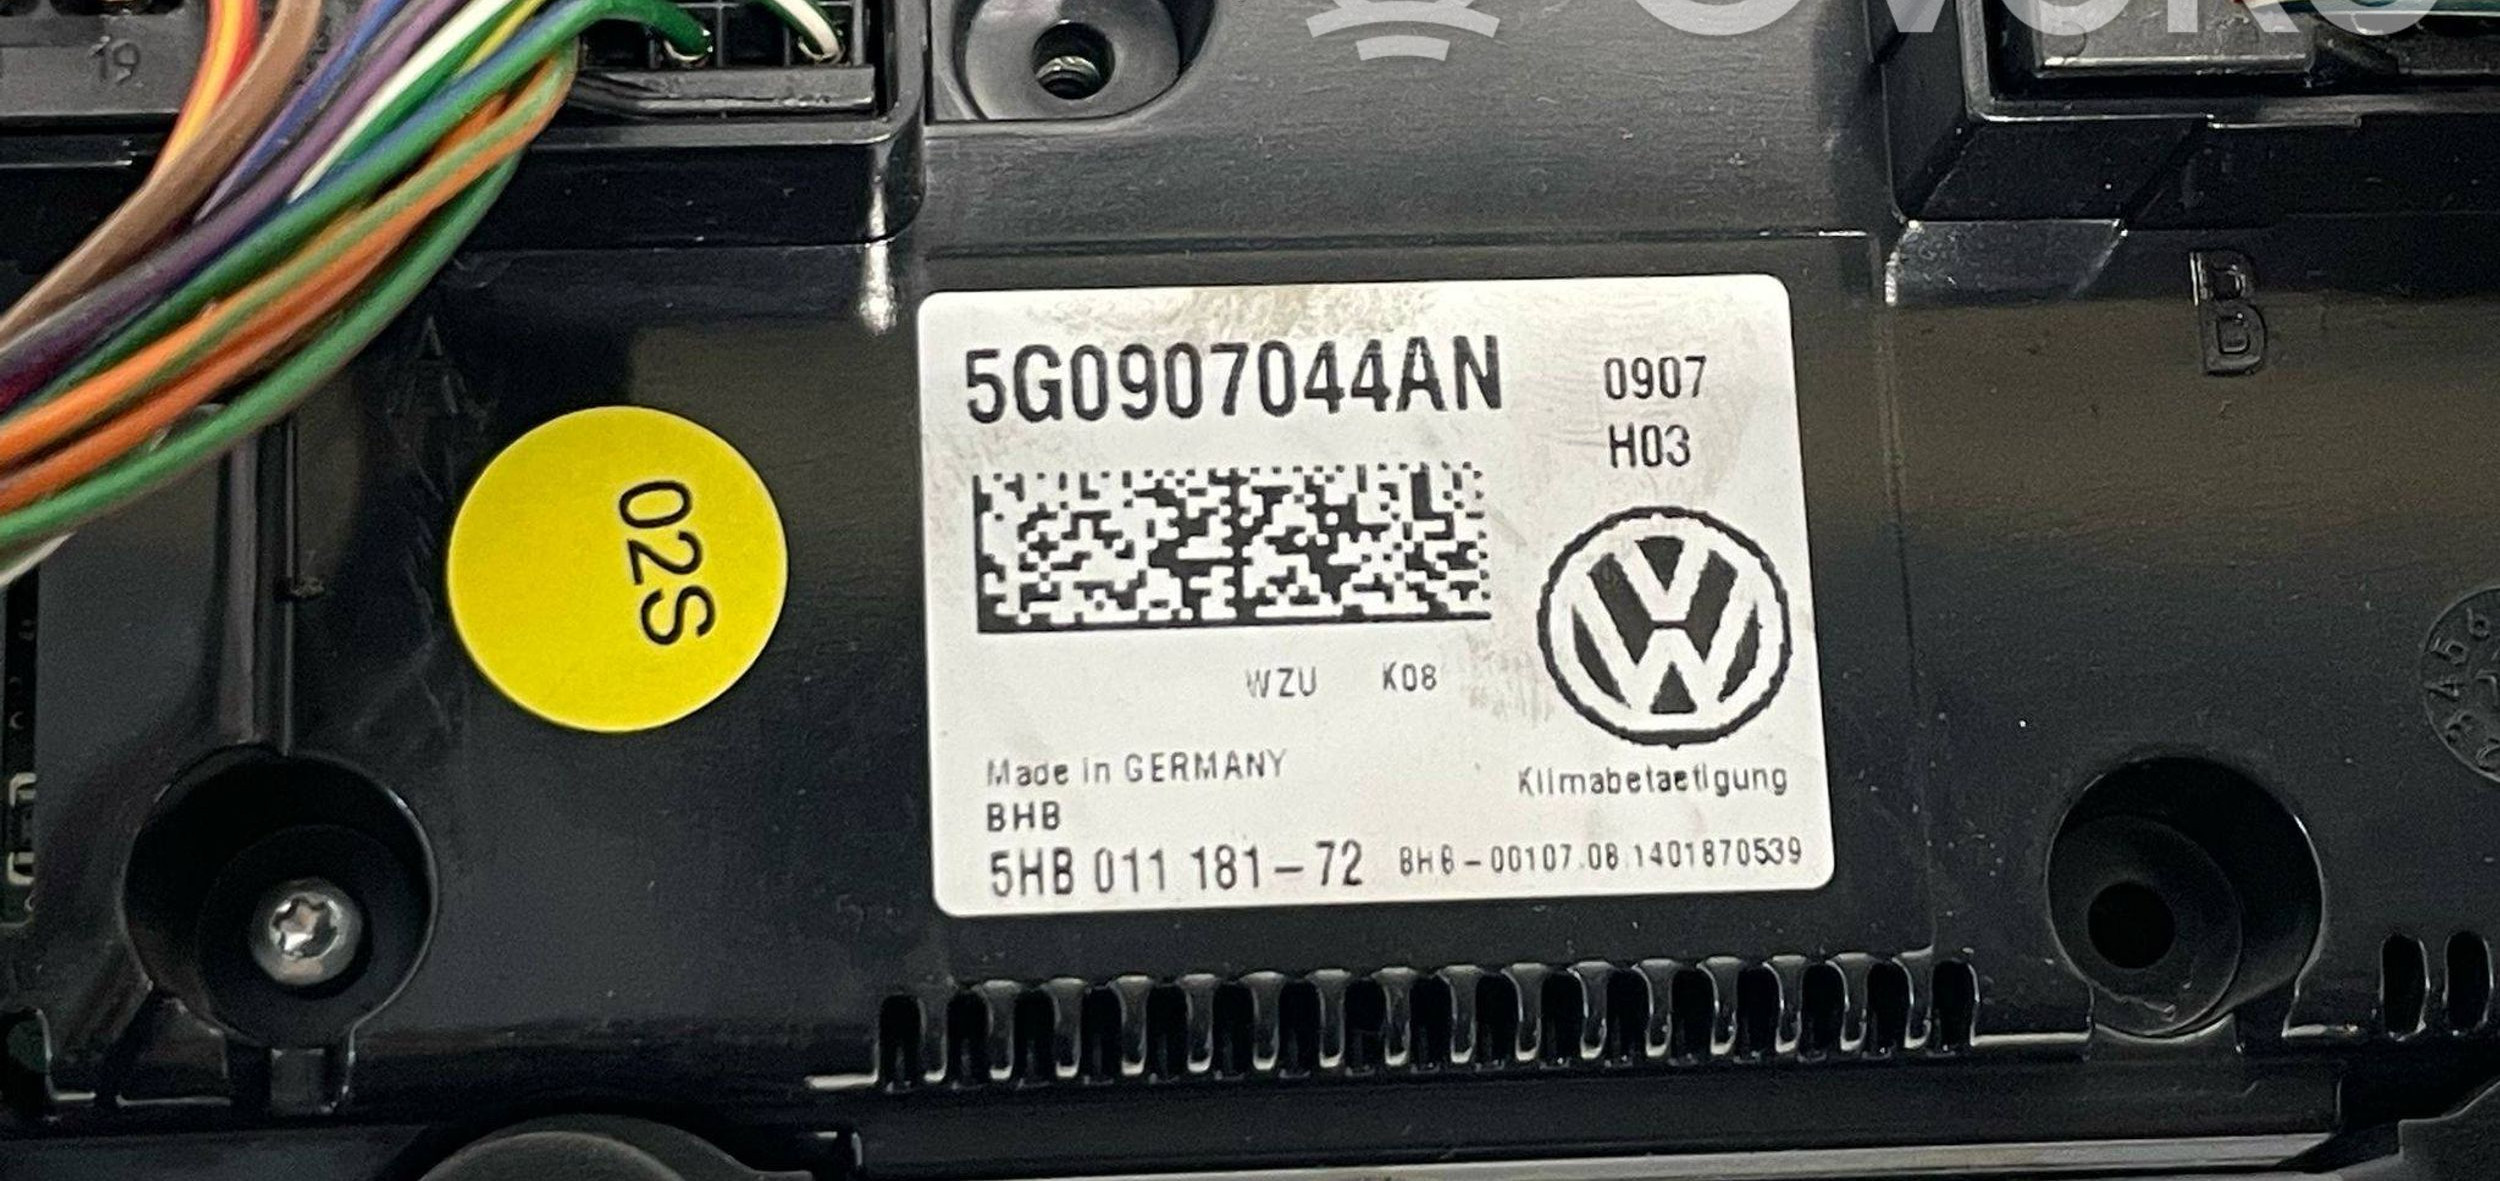 19
5G0907044AN
0907
H03
02S
WZU K08
Made in GERMANY
Klimabetaetigung
BHB
5HB 011 181-72 BHB-00107.08.1401870539
B